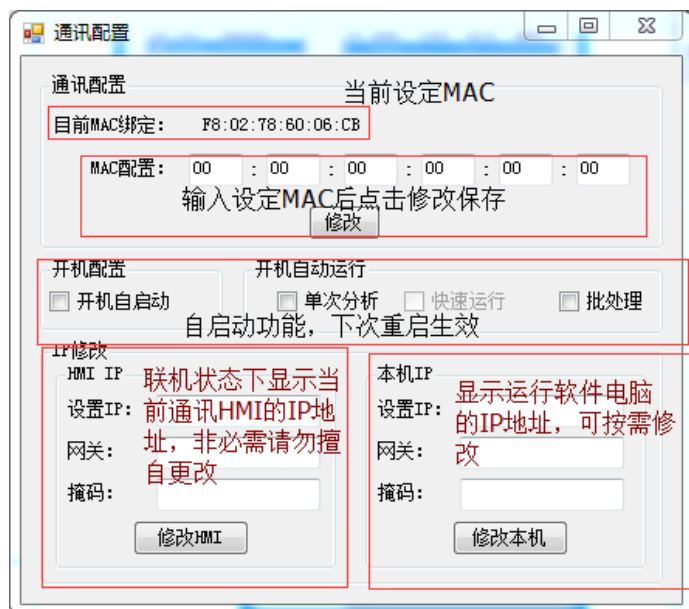 通讯配置
通讯配置
当前设定MAC
目前MAC绑定: F8:02:78:60:06:CB
MAC配置: 00 : 00 : 00 : 00 : 00 : 00
输入设定MAC后点击修改保存
修改
开机配置
开机自动运行
开机自启动
单次分析
快速运行
批处理
自启动功能，下次重启生效
IP修改
HMI IP
联机状态下显示当
前通讯HMI的IP地
址，非必需请勿擅
自更改
设置IP:
网关:
掩码:
修改HMI
本机IP
显示运行软件电脑
的IP地址，可按需修
改
设置IP:
网关:
掩码:
修改本机